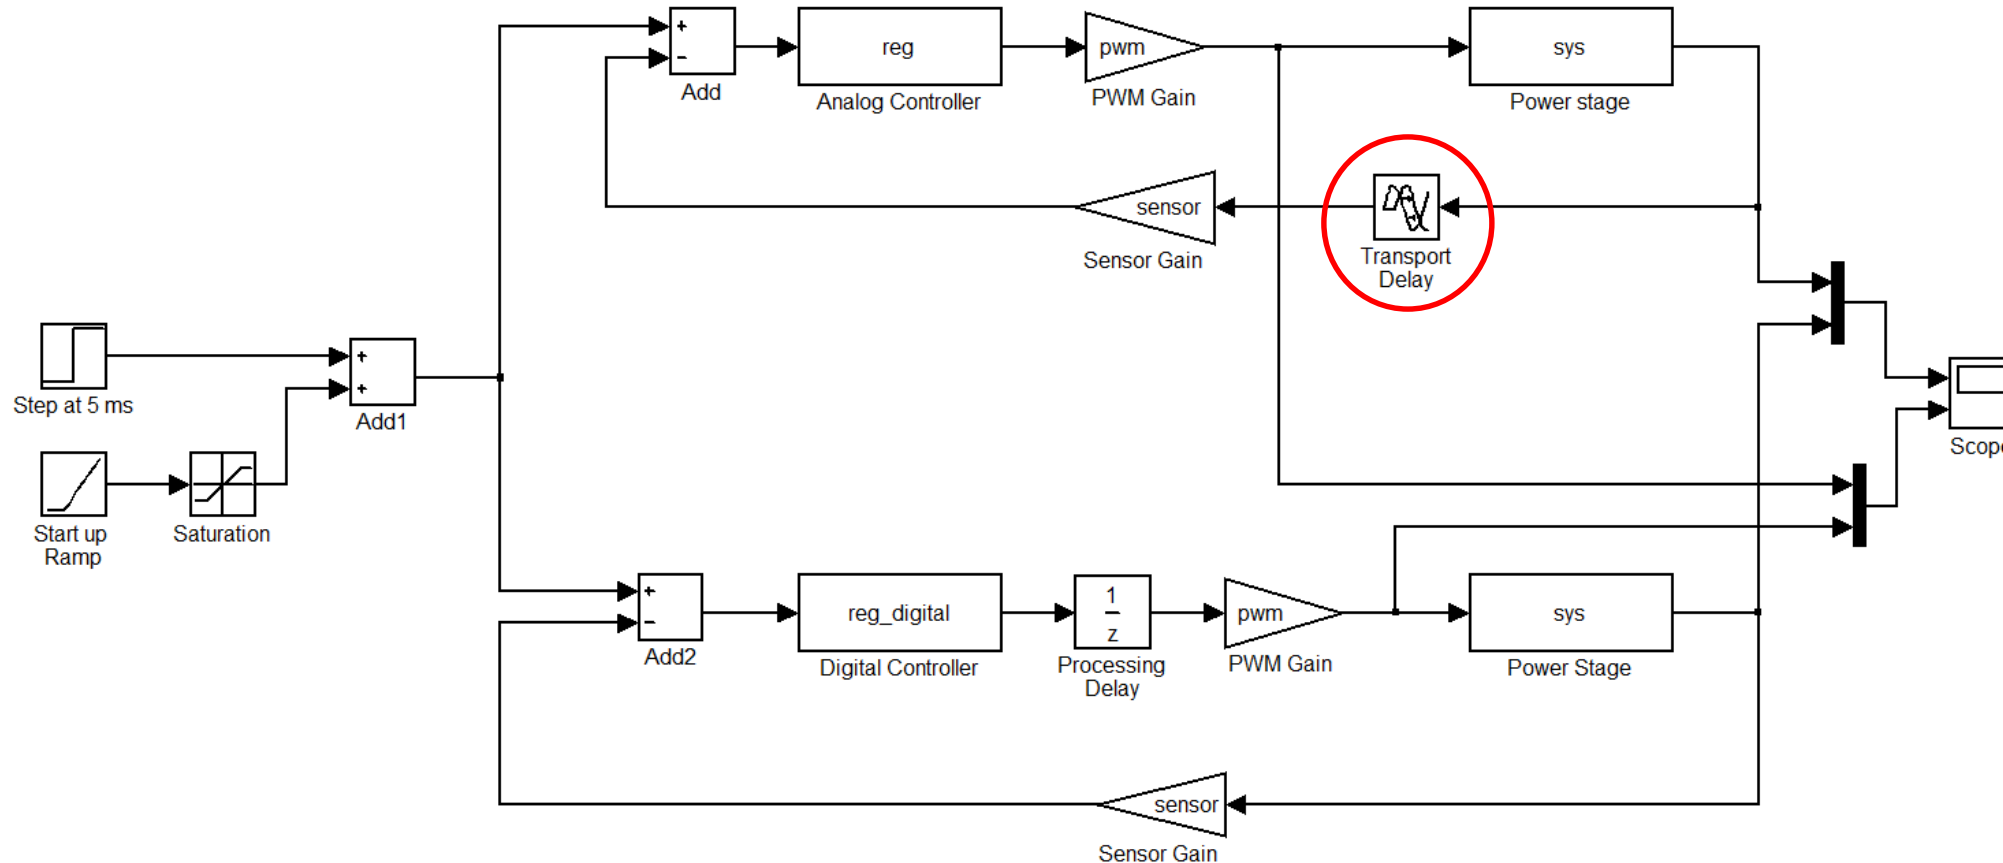 +
−
Add
reg
Analog Controller
pwm
PWM Gain
sys
Power stage
sensor
Sensor Gain
Transport
Delay
Step at 5 ms
+
+
Add1
Start up
Ramp
Saturation
Scope
+
−
Add2
reg_digital
Digital Controller
1
z
Processing
Delay
pwm
PWM Gain
sys
Power Stage
sensor
Sensor Gain